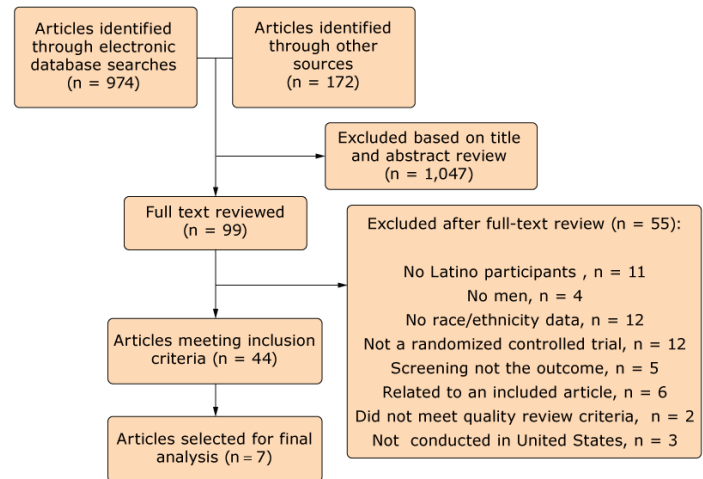 Articles identified
through electronic
database searches
(n = 974)
Articles identified
through other
sources
(n = 172)
Excluded based on title
and abstract review
(n = 1,047)
Full text reviewed
(n = 99)
Excluded after full-text review (n = 55):
No Latino participants , n = 11
No men, n = 4
No race/ethnicity data, n = 12
Not a randomized controlled trial, n = 12
Screening not the outcome, n = 5
Related to an included article, n = 6
Did not meet quality review criteria, n = 2
Not conducted in United States, n = 3
Articles meeting inclusion
criteria (n = 44)
Articles selected for final
analysis (n = 7)